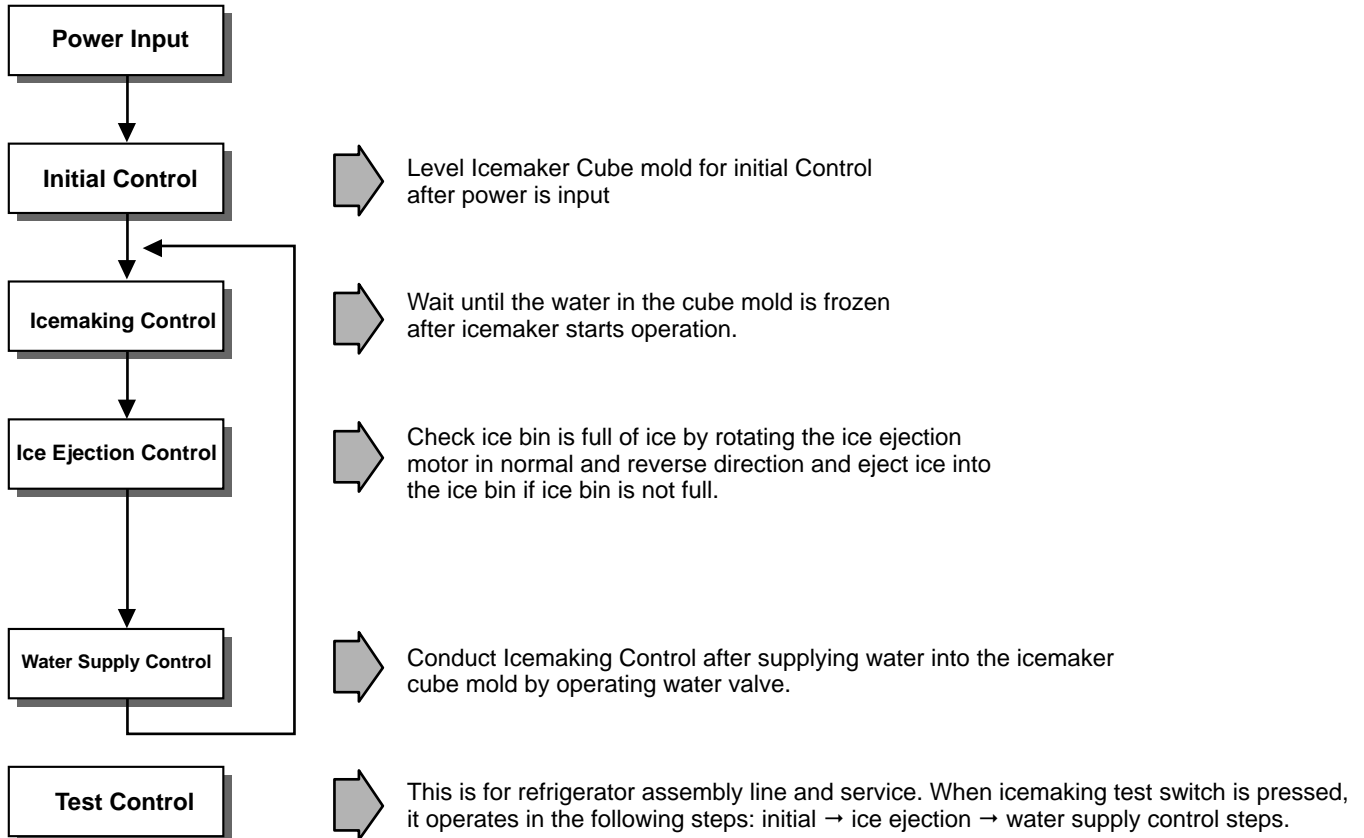 Power Input
Initial Control
Level Icemaker Cube mold for initial Control
after power is input
Icemaking Control
Wait until the water in the cube mold is frozen
after icemaker starts operation.
Ice Ejection Control
Check ice bin is full of ice by rotating the ice ejection
motor in normal and reverse direction and eject ice into
the ice bin if ice bin is not full.
Water Supply Control
Conduct Icemaking Control after supplying water into the icemaker
cube mold by operating water valve.
Test Control
This is for refrigerator assembly line and service. When icemaking test switch is pressed,
it operates in the following steps: initial → ice ejection → water supply control steps.